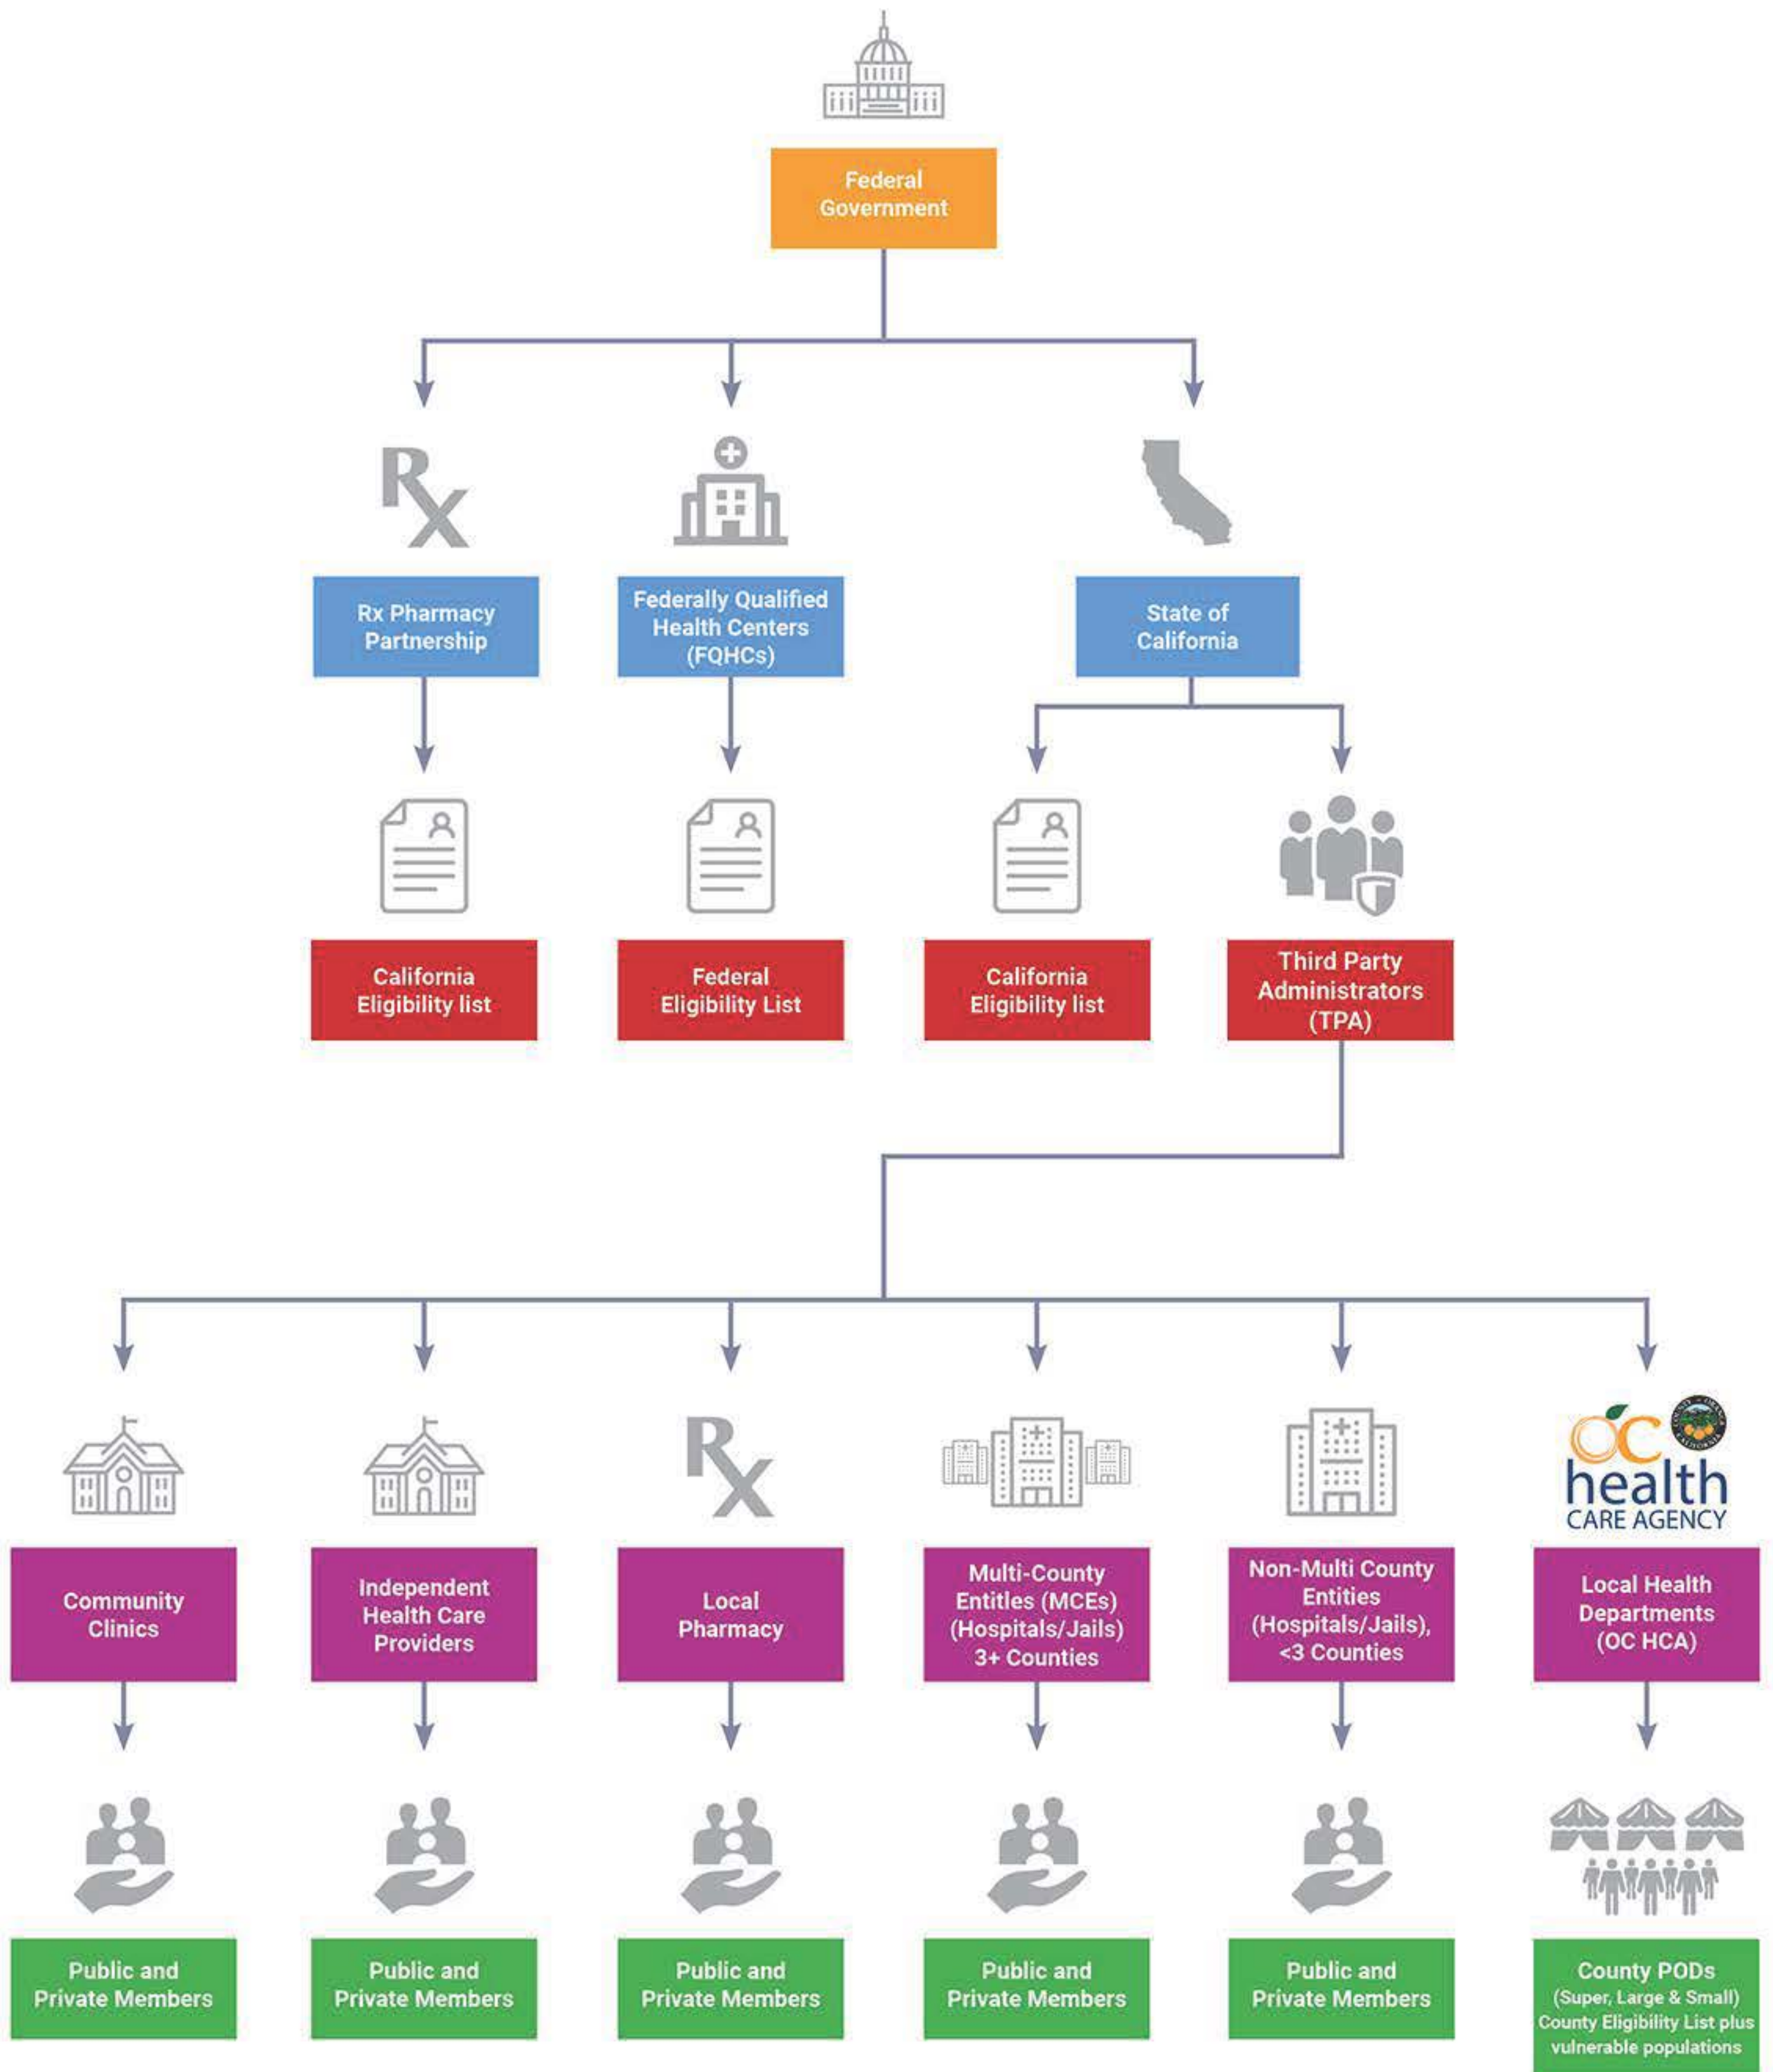 Federal
Government
Rx
Rx Pharmacy
Partnership
Federally Qualified
Health Centers
(FQHCs)
State of
California
California
Eligibility list
Federal
Eligibility List
California
Eligibility list
Third Party
Administrators
(TPA)
Rx
OC
health
CARE AGENCY
Community
Clinics
Independent
Health Care
Providers
Local
Pharmacy
Multi-County
Entitles (MCEs)
(Hospitals/Jails)
3+ Counties
Non-Multi County
Entities
(Hospitals/Jails),
<3 Counties
Local Health
Departments
(OC HCA)
Public and
Private Members
Public and
Private Members
Public and
Private Members
Public and
Private Members
Public and
Private Members
County PODs
(Super, Large & Small)
County Eligibility List plus
vulnerable populations